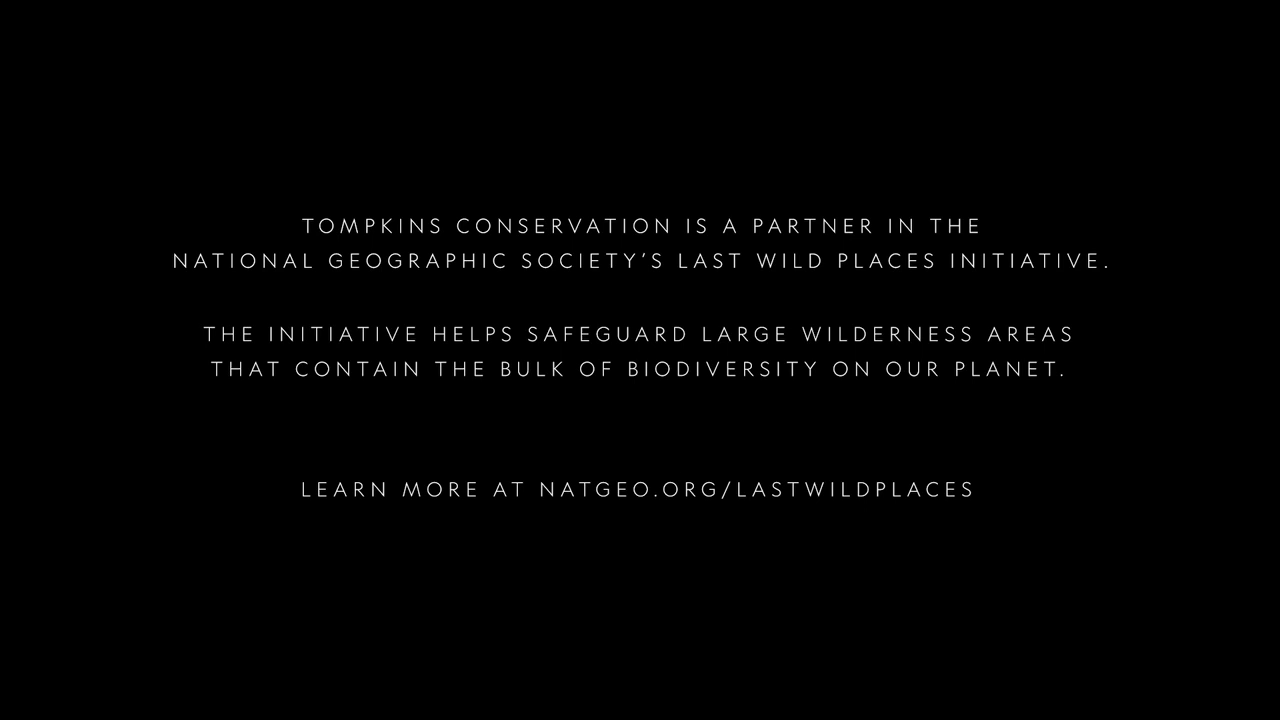 TOMPKINS CONSERVATION IS A PARTNER IN THE
NATIONAL GEOGRAPHIC SOCIETY’S LAST WILD PLACES INITIATIVE.
THE INITIATIVE HELPS SAFEGUARD LARGE WILDERNESS AREAS
THAT CONTAIN THE BULK OF BIODIVERSITY ON OUR PLANET.
LEARN MORE AT NATGEO.ORG/LASTWILDPLACES